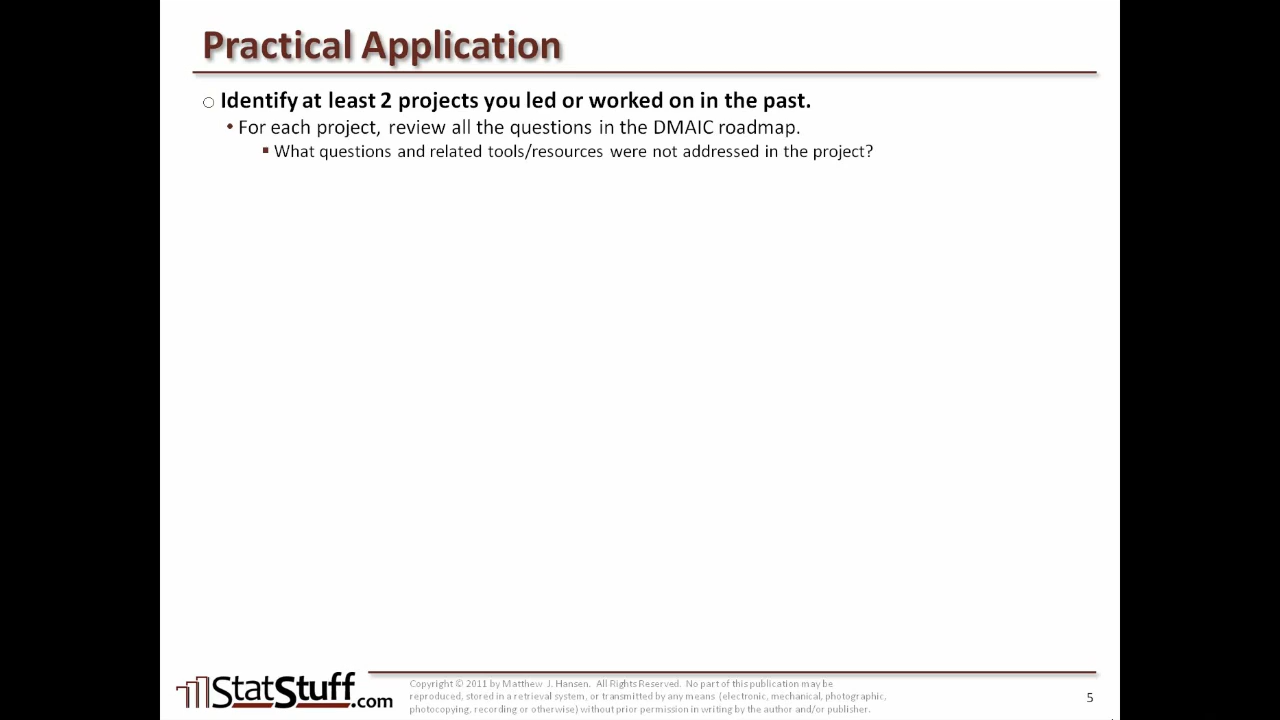 Practical Application
○ Identify at least 2 projects you led or worked on in the past.
• For each project, review all the questions in the DMAIC roadmap.
▪ What questions and related tools/resources were not addressed in the project?
StatStuff.com
Copyright © 2011 by Matthew J. Hansen. All Rights Reserved. No part of this publication may be
reproduced, stored in a retrieval system, or transmitted by any means (electronic, mechanical, photographic,
photocopying, recording or otherwise) without prior permission in writing by the author and/or publisher.
5